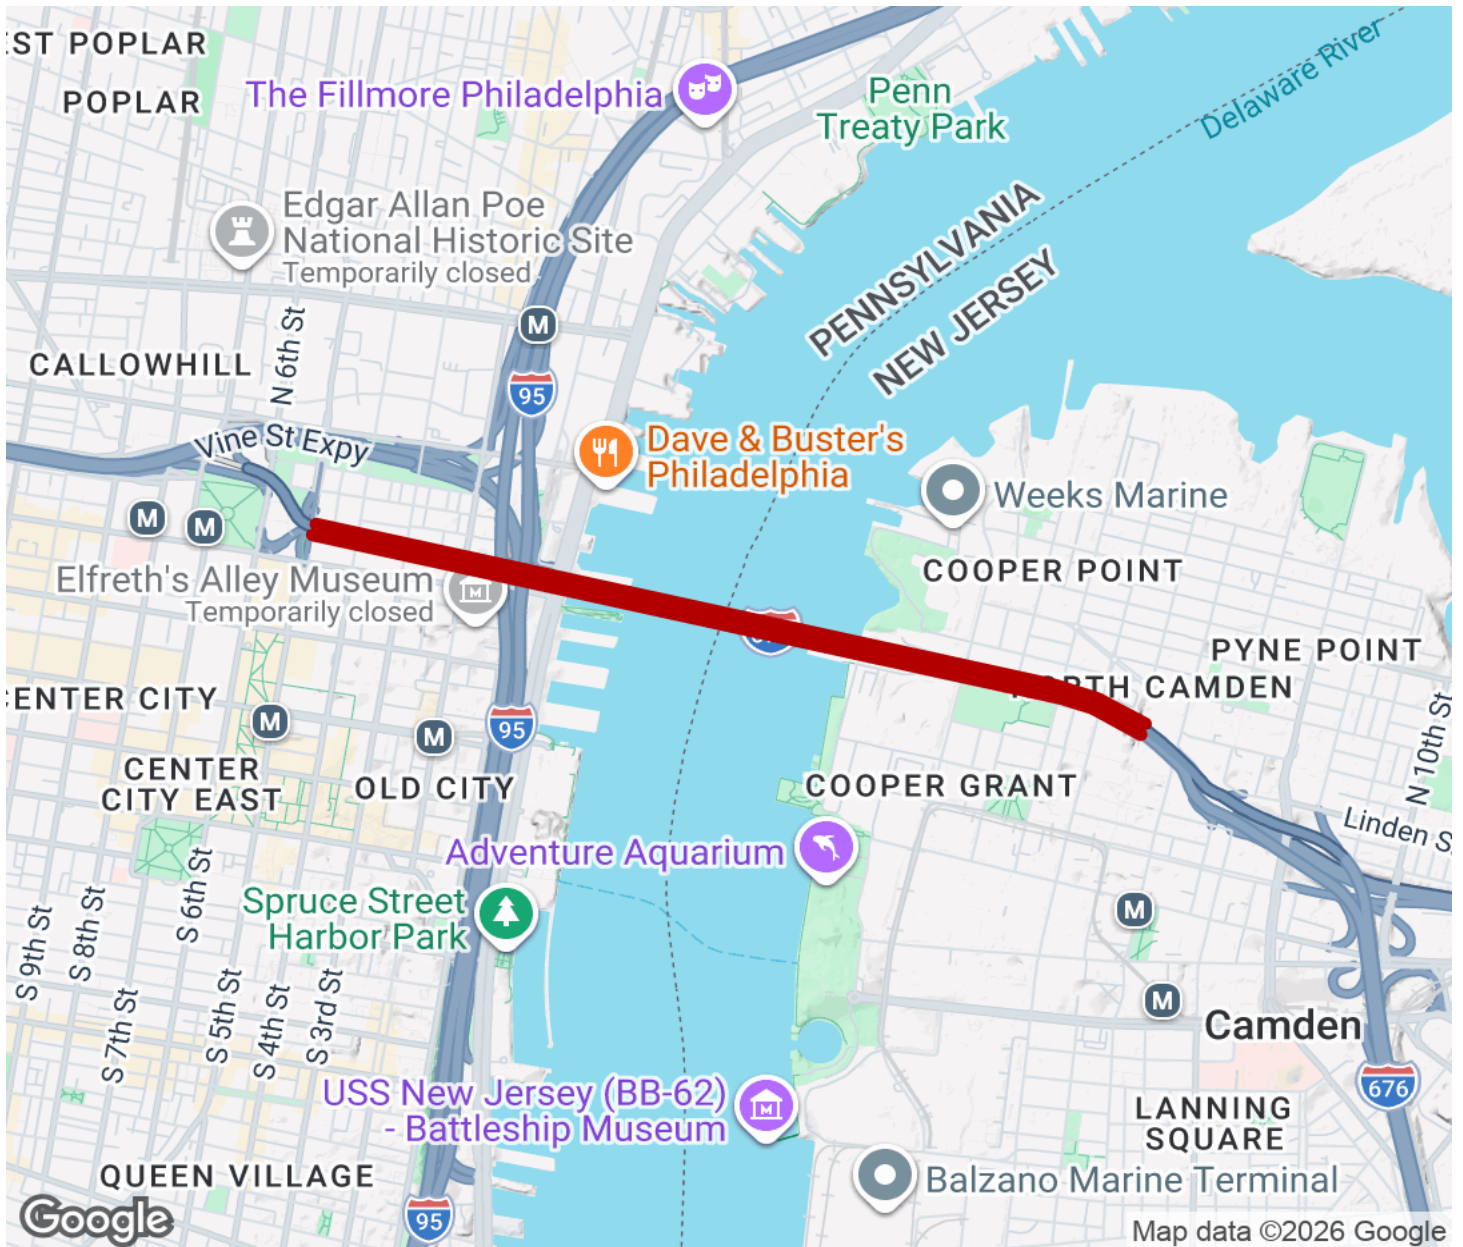 EST POPLAR
POPLAR
The Fillmore Philadelphia
Penn
Treaty Park
Delaware River
Edgar Allan Poe
National Historic Site
Temporarily closed
PENNSYLVANIA
NEW JERSEY
M
N 6th St
CALLOWHILL
95
Vine St Expy
Dave & Buster's
Philadelphia
Weeks Marine
M
M
COOPER POINT
Elfreth's Alley Museum
Temporarily closed
PYNE POINT
CAMDEN
CENTER CITY
M
M
95
N 10th St
CENTER
CITY EAST
OLD CITY
COOPER GRANT
Linden S
Adventure Aquarium
S 6th St
Spruce Street
Harbor Park
M
S 9th St
S 8th St
S 7th St
S 5th St
S 4th St
S 3rd St
M
Camden
USS New Jersey (BB-62)
- Battleship Museum
676
LANNING
SQUARE
QUEEN VILLAGE
Balzano Marine Terminal
95
Google
Map data ©2026 Google